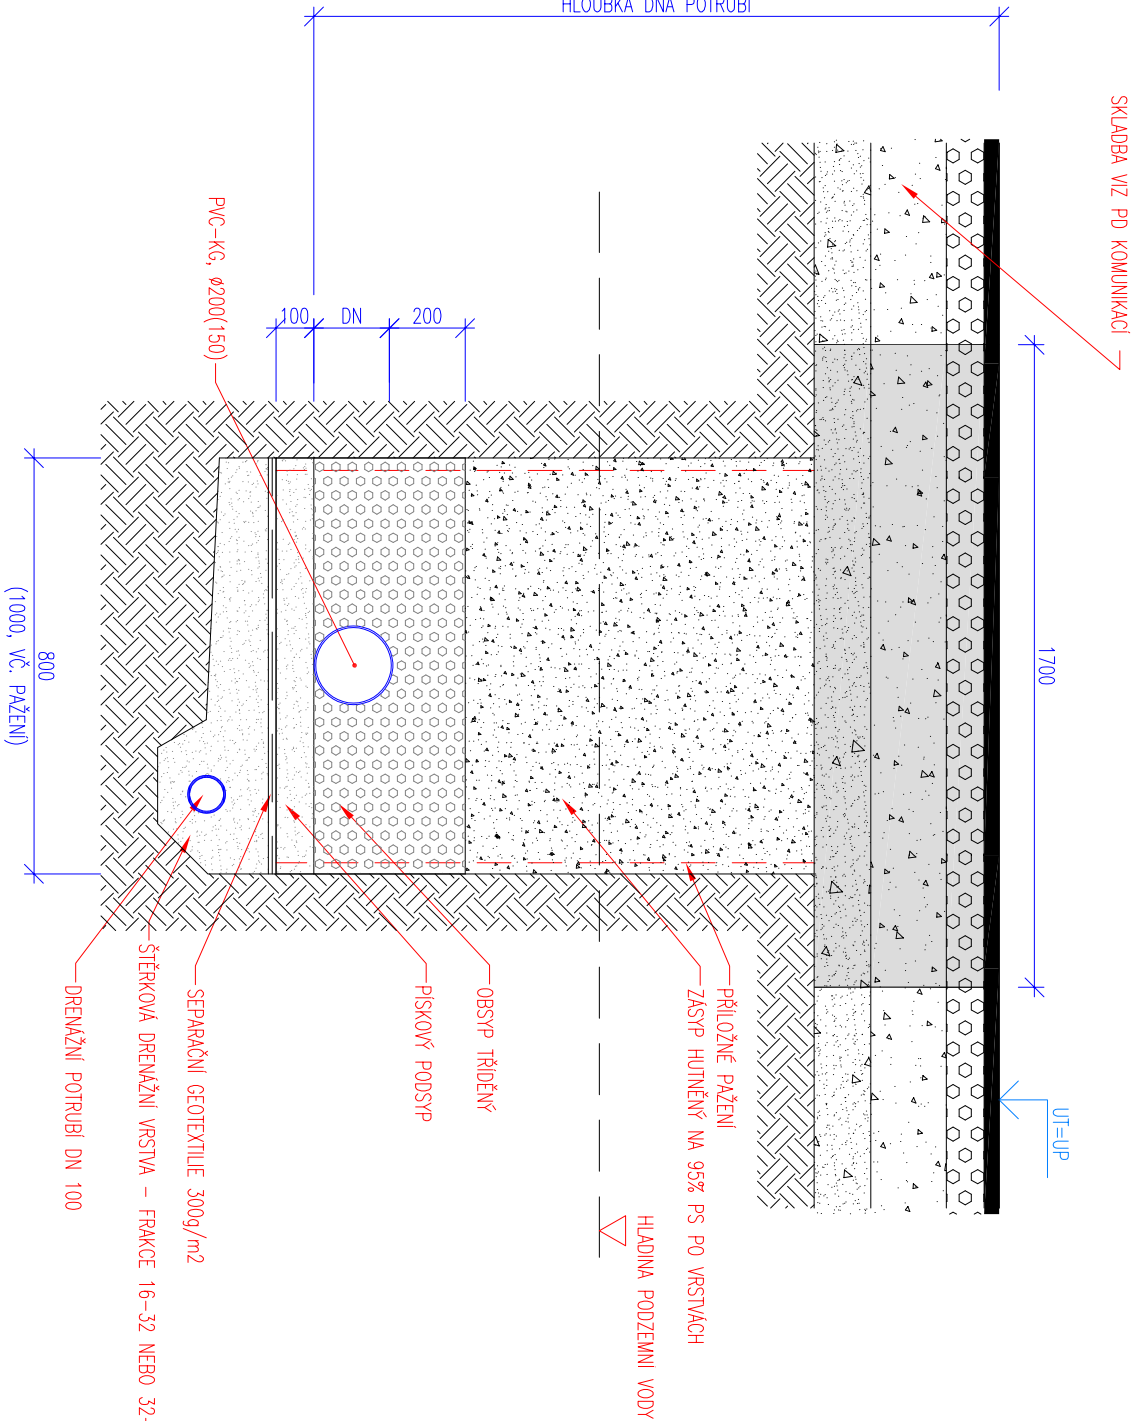 SKLADBA VIZ PD KOMUNIKACÍ
UT=UP
1700
PŘÍLOŽNÉ PAŽENÍ
ZÁSYP HUTNĚNÝ NA 95% PS PO VRSTVÁCH
HLADINA PODZEMNÍ VODY
HLOUBKA DNA POTRUBÍ
OBSYP TŘÍDĚNÝ
200
PÍSKOVÝ PODSYP
DN
100
PVC-KG, ø200(150)
SEPARAČNÍ GEOTEXTILIE 300g/m2
ŠTĚRKOVÁ DRENÁŽNÍ VRSTVA - FRAKCE 16-32 NEBO 32-
DRENÁŽNÍ POTRUBÍ DN 100
800
(1000, VČ. PAŽENÍ)